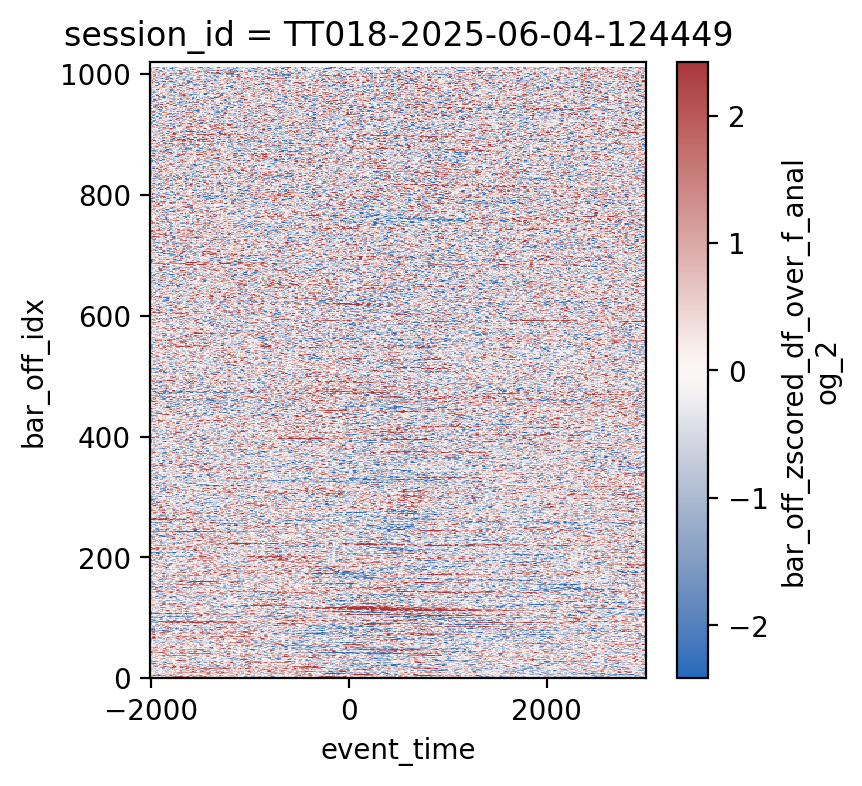 session_id = TT018-2025-06-04-124449
1000
800
600
400
200
0
bar_off_idx
−2000
0
2000
event_time
2
1
0
−1
−2
bar_off_zscored_df_over_f_anal
og_2